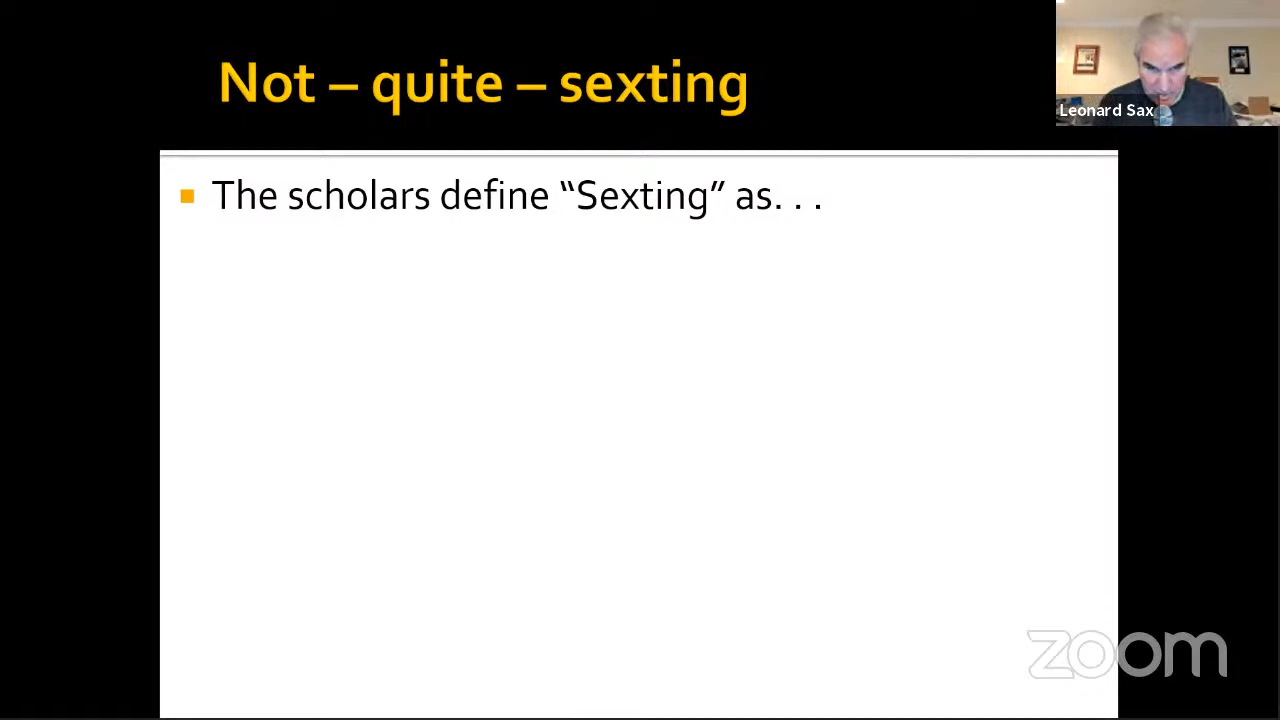 Not – quite – sexting
Leonard Sax
The scholars define “Sexting” as. . .
zoom